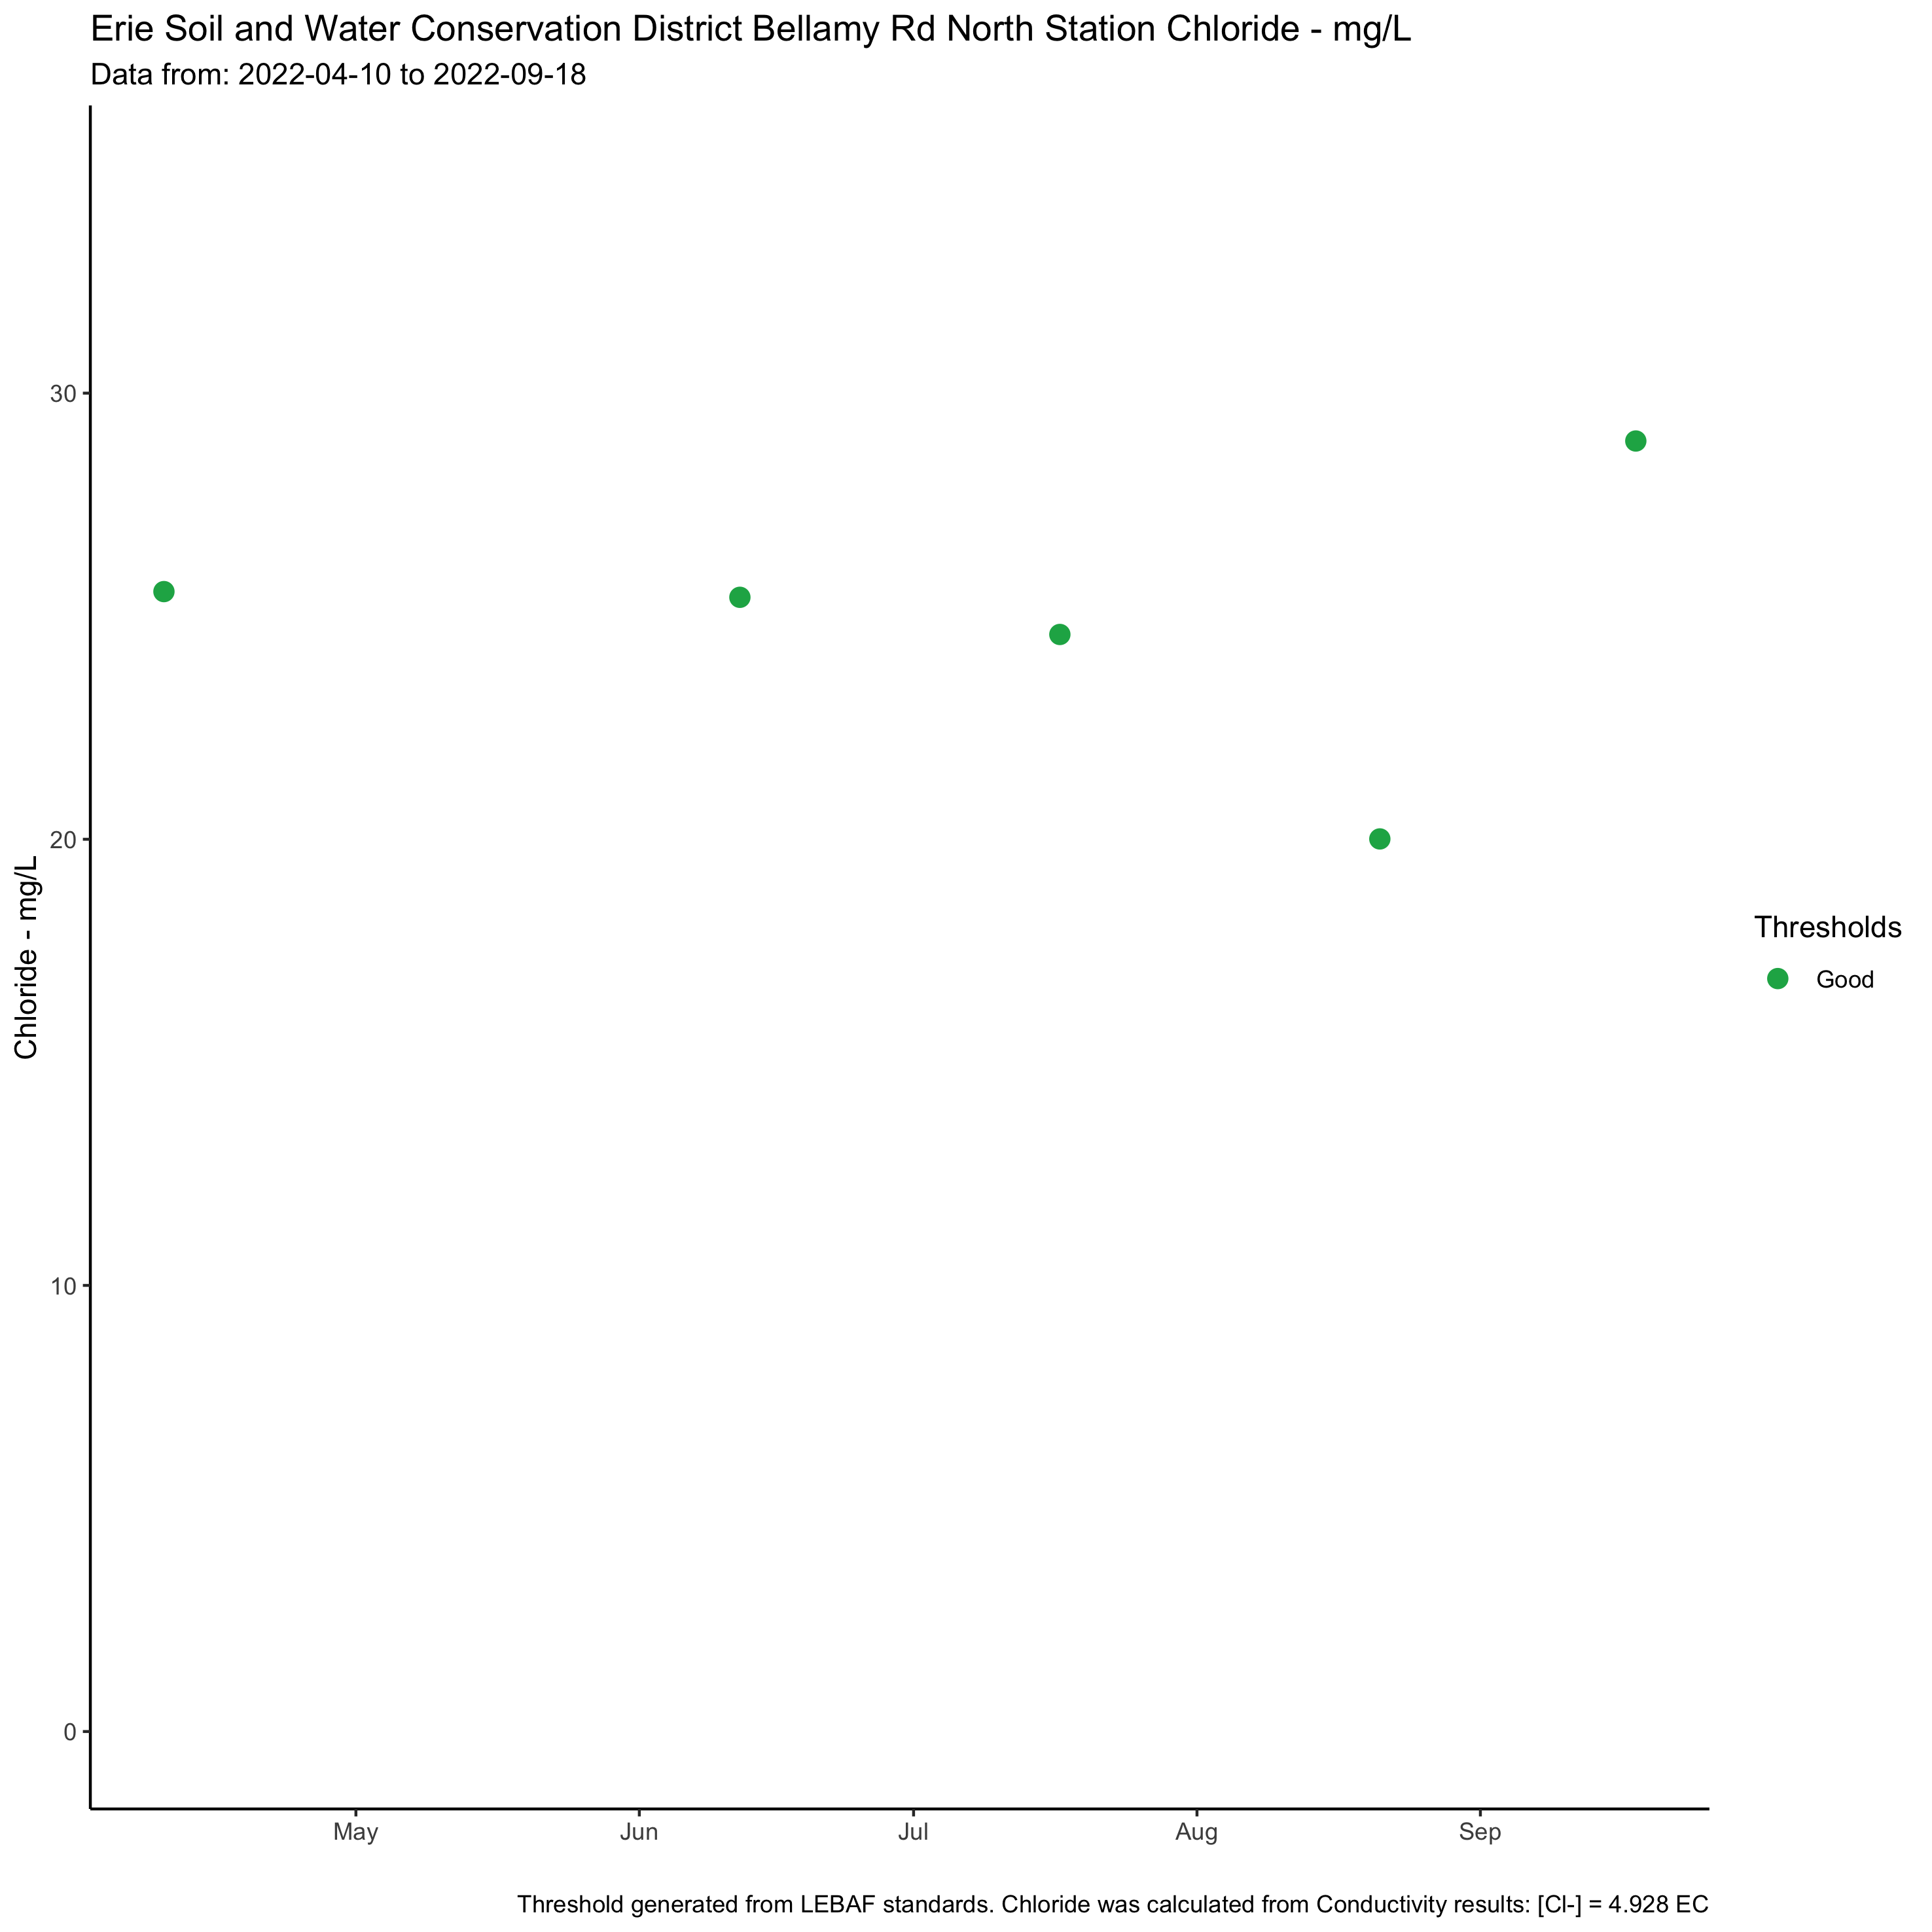 Erie Soil and Water Conservation District Bellamy Rd North Station Chloride - mg/L
Data from: 2022-04-10 to 2022-09-18
30
20
10
0
Chloride - mg/L
May Jun Jul Aug Sep
Thresholds
Good
Threshold generated from LEBAF standards. Chloride was calculated from Conductivity results: [Cl-] = 4.928 EC